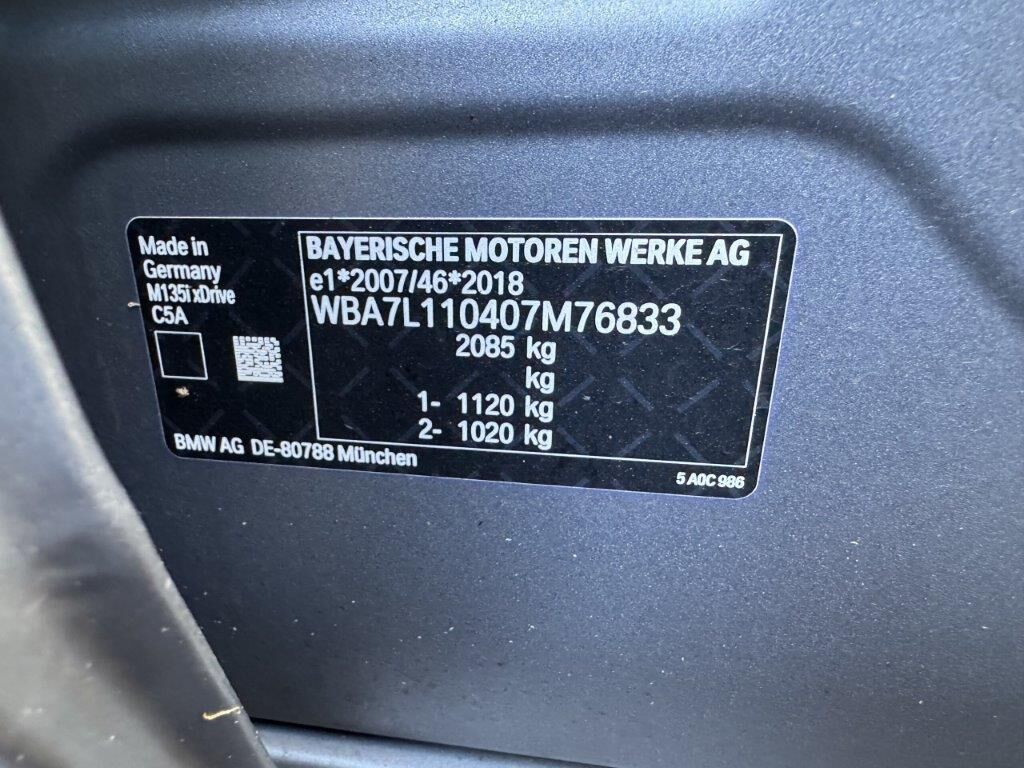 Made in
Germany
M135i xDrive
C5A
BAYERISCHE MOTOREN WERKE AG
e1*2007/46*2018
WBA7L110407M76833
2085 kg
kg
1- 1120 kg
2- 1020 kg
BMW AG DE-80788 München
5 A0C 986